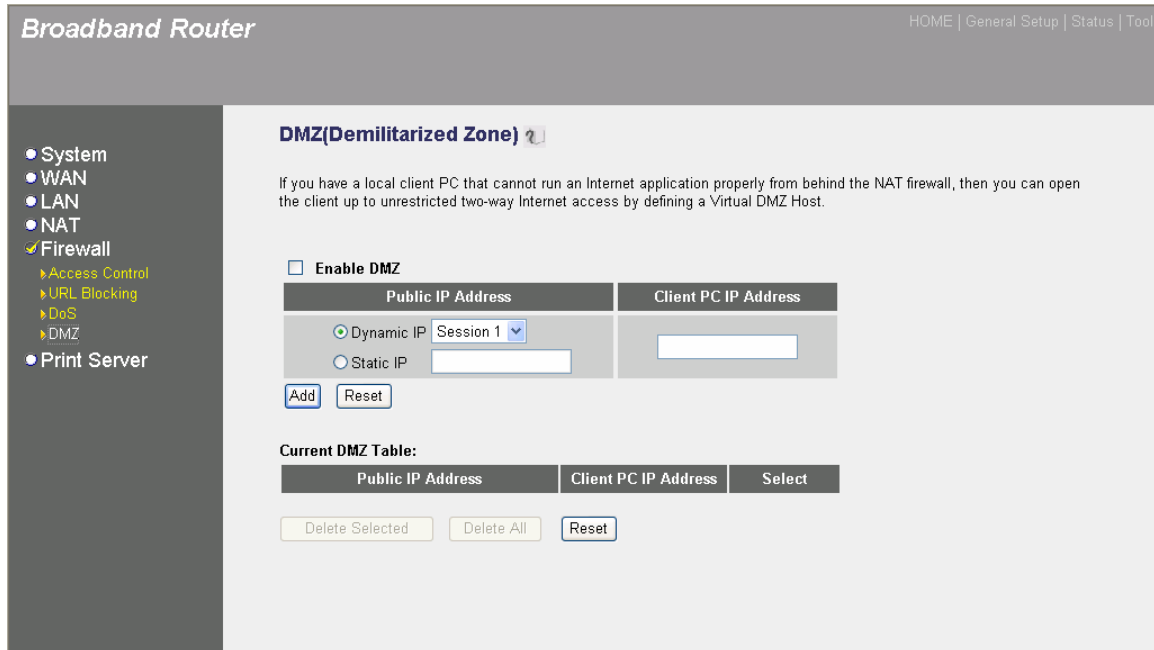 Broadband Router
HOME | General Setup | Status | Tool
System
WAN
LAN
NAT
Firewall
Access Control
URL Blocking
DoS
DMZ
Print Server
DMZ(Demilitarized Zone)
If you have a local client PC that cannot run an Internet application properly from behind the NAT firewall, then you can open
the client up to unrestricted two-way Internet access by defining a Virtual DMZ Host.
Enable DMZ
Public IP Address Client PC IP Address
Dynamic IP Session 1
Static IP
Add Reset
Current DMZ Table:
Public IP Address Client PC IP Address Select
Delete Selected Delete All Reset